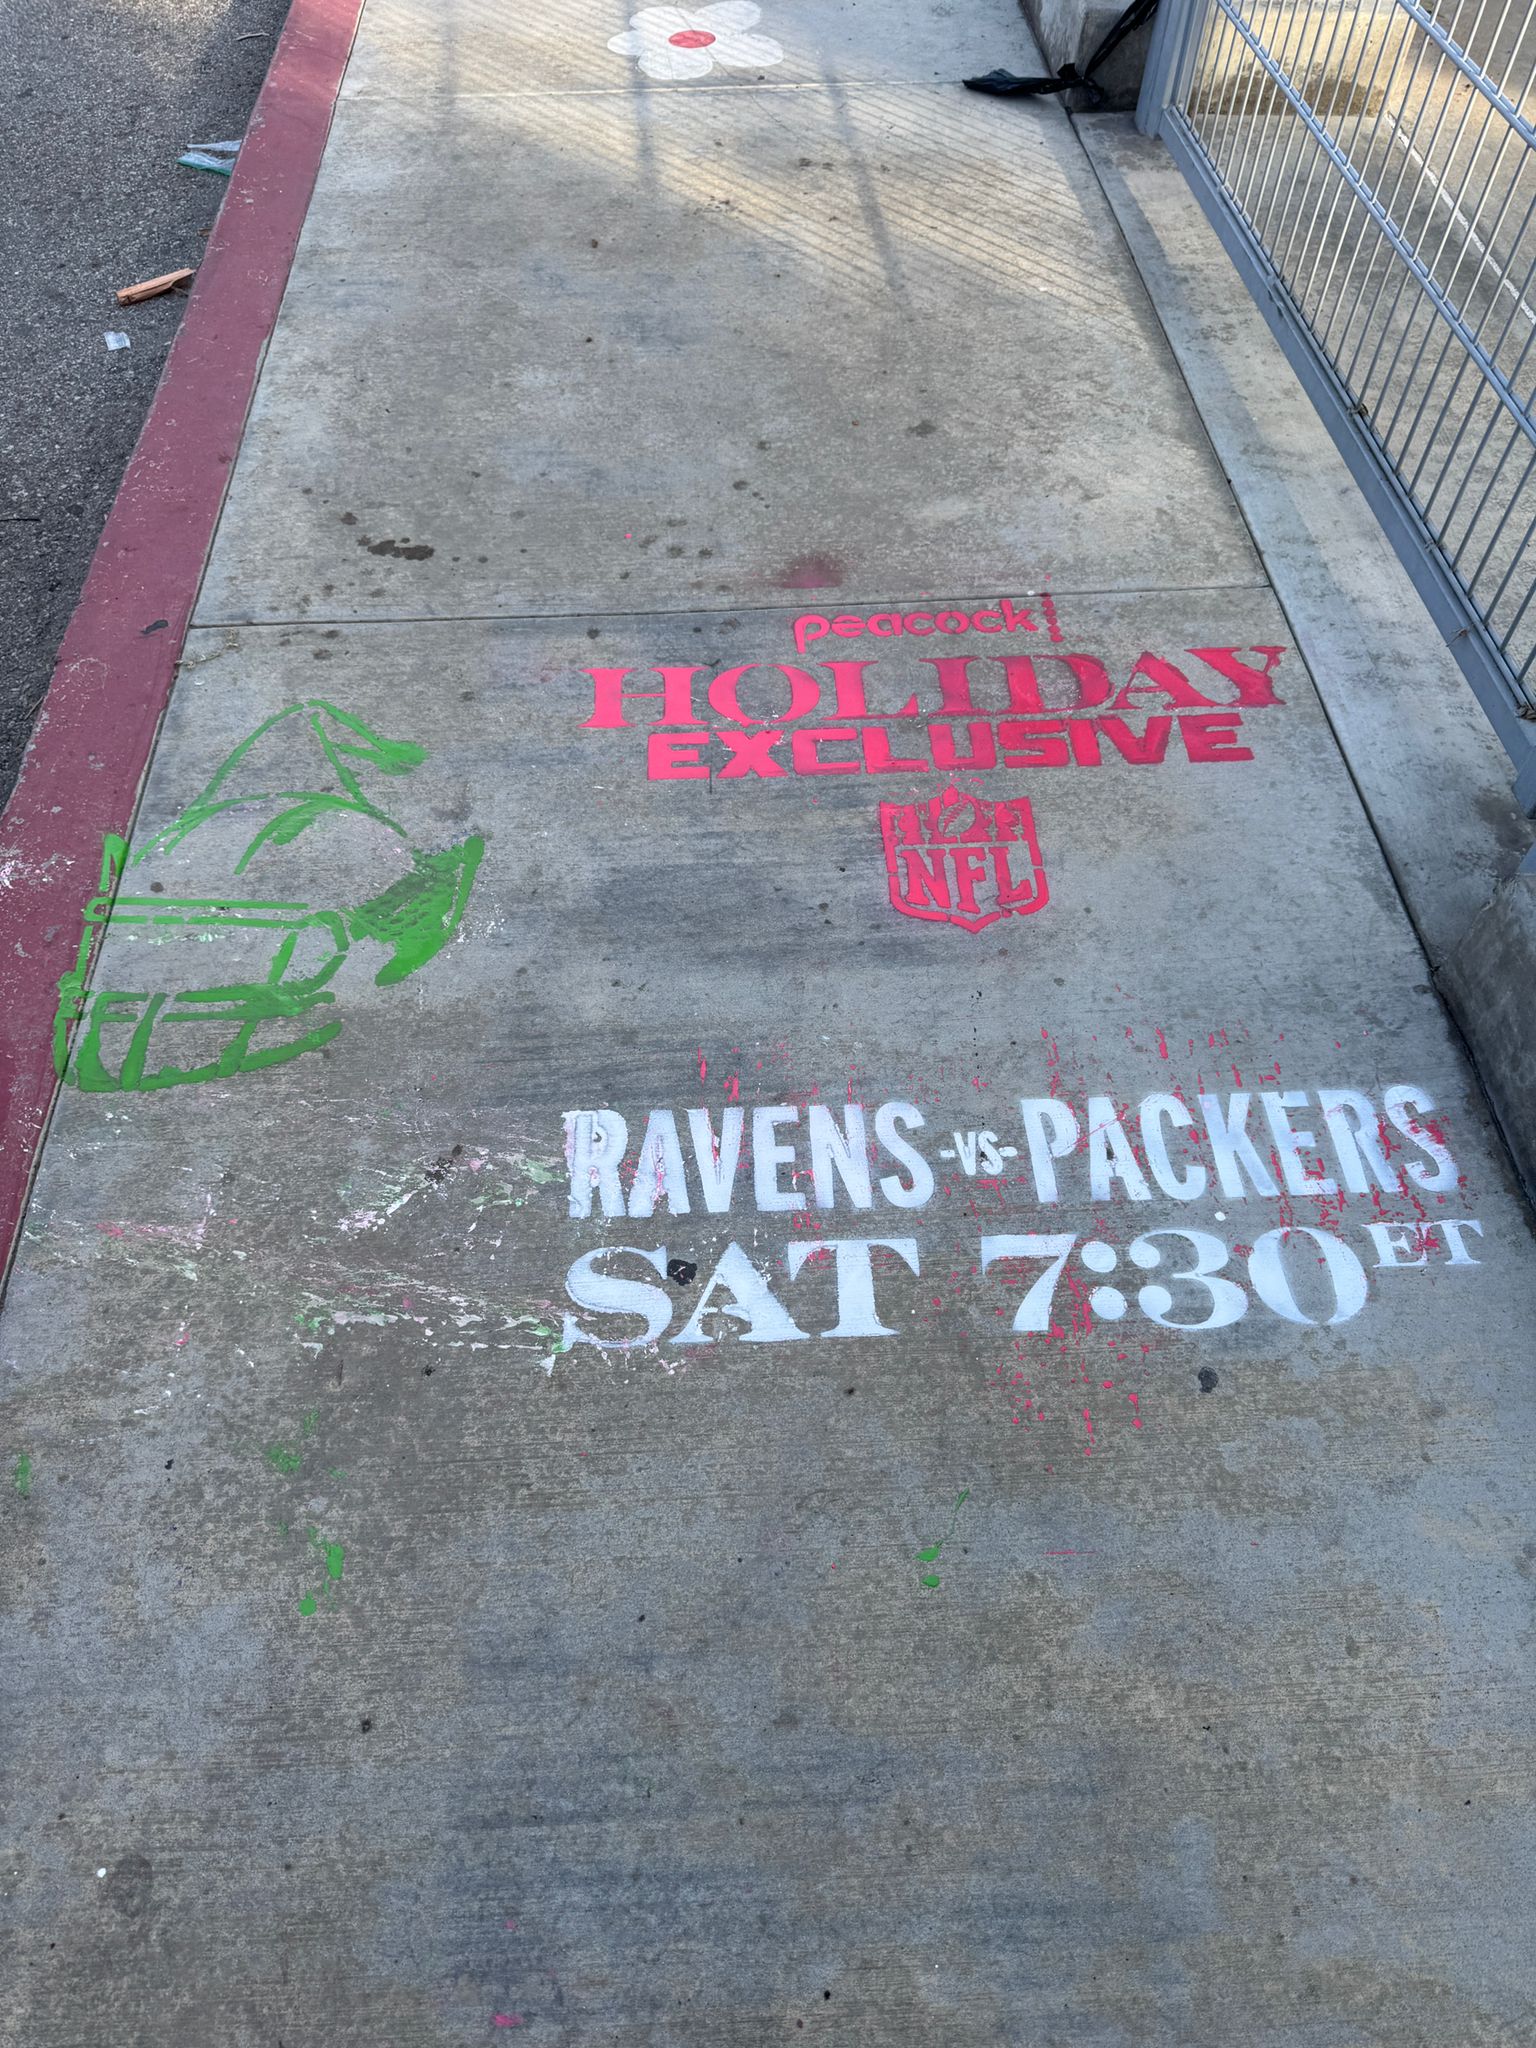 peacock
HOLIDAY
EXCLUSIVE
NFL
RAVENS -VS- PACKERS
SAT 7:30 ET